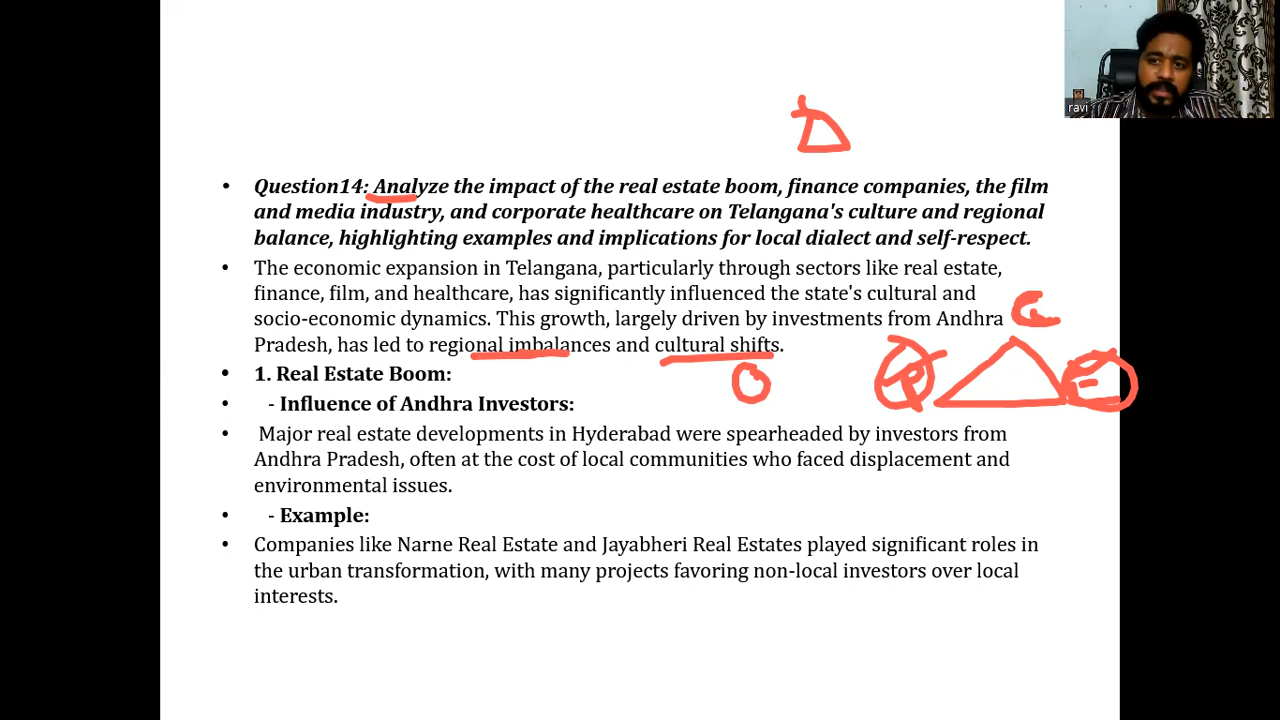 ravi
D
• Question14: Analyze the impact of the real estate boom, finance companies, the film
and media industry, and corporate healthcare on Telangana's culture and regional
balance, highlighting examples and implications for local dialect and self-respect.
• The economic expansion in Telangana, particularly through sectors like real estate,
finance, film, and healthcare, has significantly influenced the state's cultural and
socio-economic dynamics. This growth, largely driven by investments from Andhra
Pradesh, has led to regional imbalances and cultural shifts.
• 1. Real Estate Boom:
• - Influence of Andhra Investors:
• Major real estate developments in Hyderabad were spearheaded by investors from
Andhra Pradesh, often at the cost of local communities who faced displacement and
environmental issues.
• - Example:
• Companies like Narne Real Estate and Jayabheri Real Estates played significant roles in
the urban transformation, with many projects favoring non-local investors over local
interests.